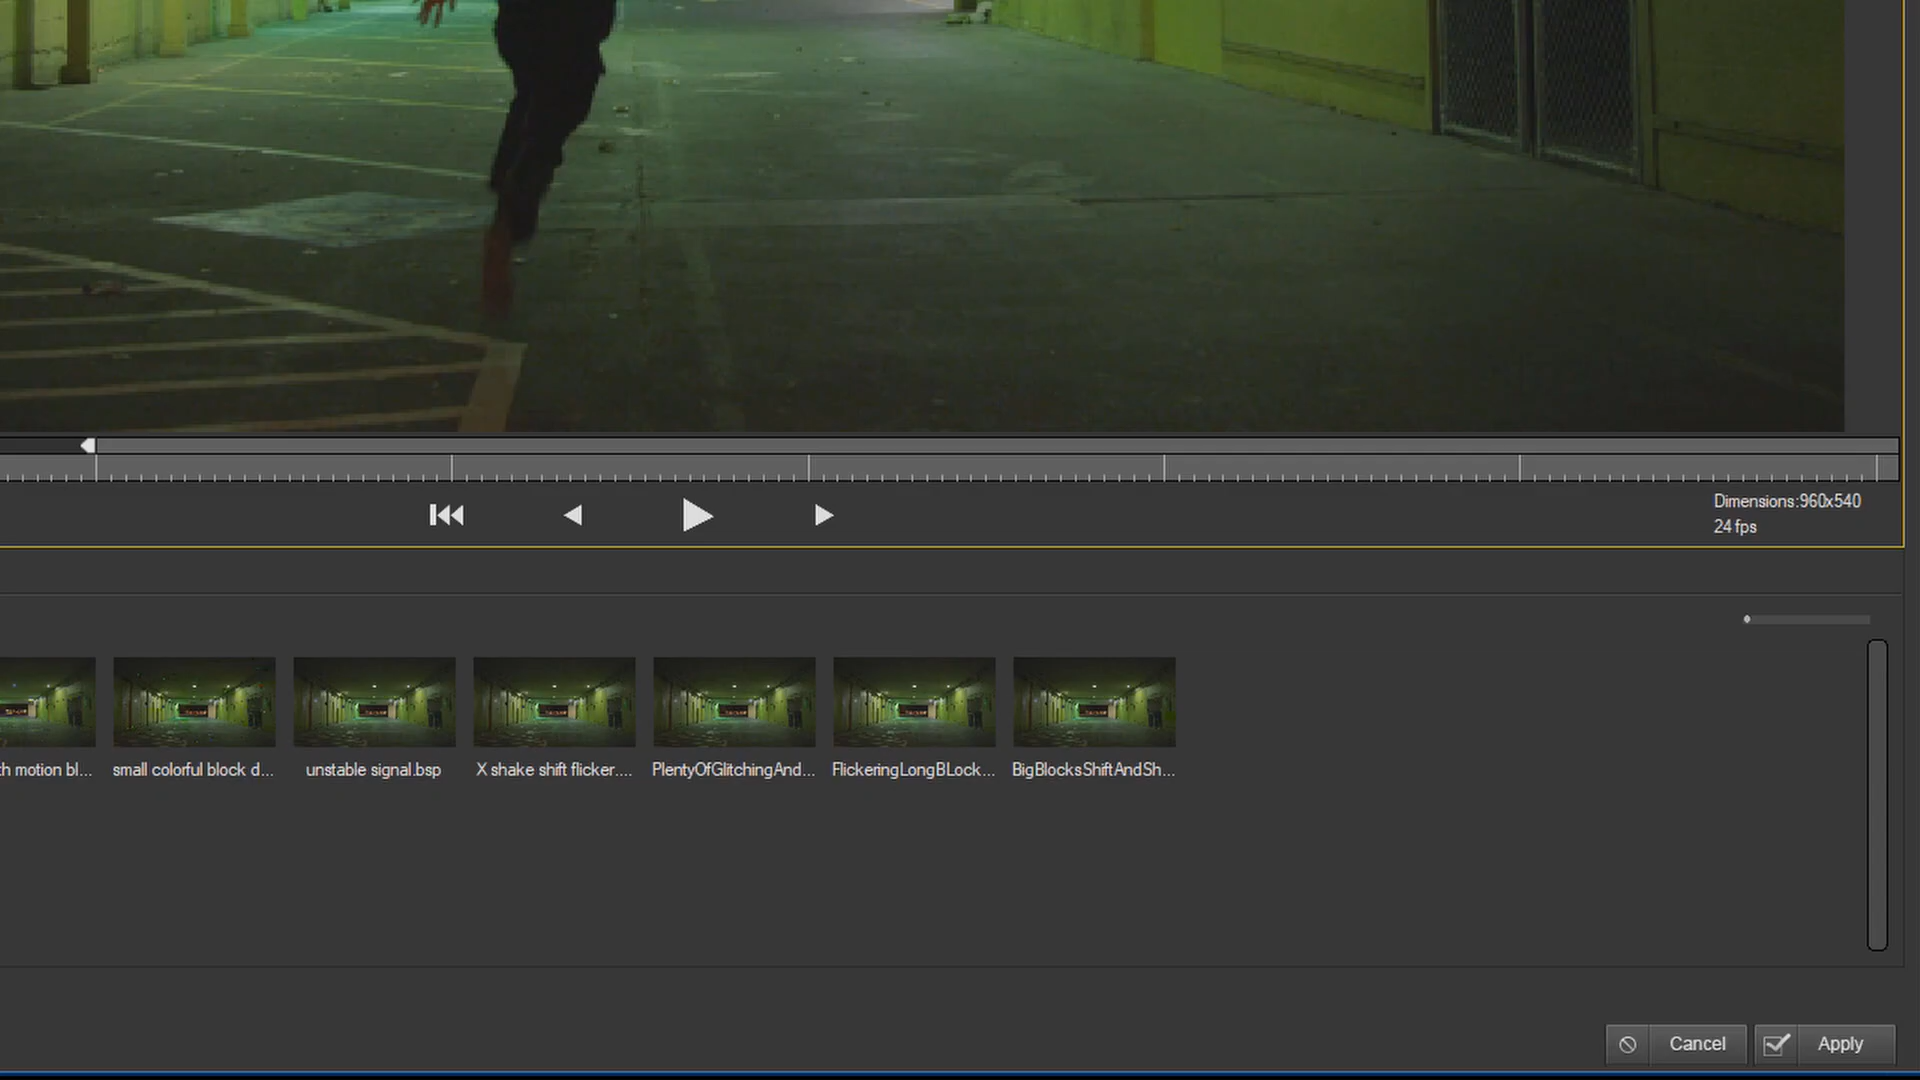 Dimensions:960x540
24 fps
th motion bl...
small colorful block d...
unstable signal.bsp
X shake shift flicker....
PlentyOfGlitchingAnd...
FlickeringLongBLock...
BigBlocksShiftAndSh...
Cancel
Apply